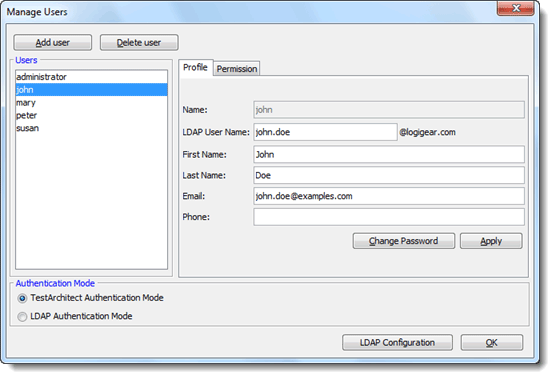 Manage Users
Add user Delete user
Users
administrator
john
mary
peter
susan
Profile Permission
Name: john
LDAP User Name: john.doe @logigear.com
First Name: John
Last Name: Doe
Email: john.doe@examples.com
Phone:
Change Password Apply
Authentication Mode
TestArchitect Authentication Mode
LDAP Authentication Mode
LDAP Configuration OK